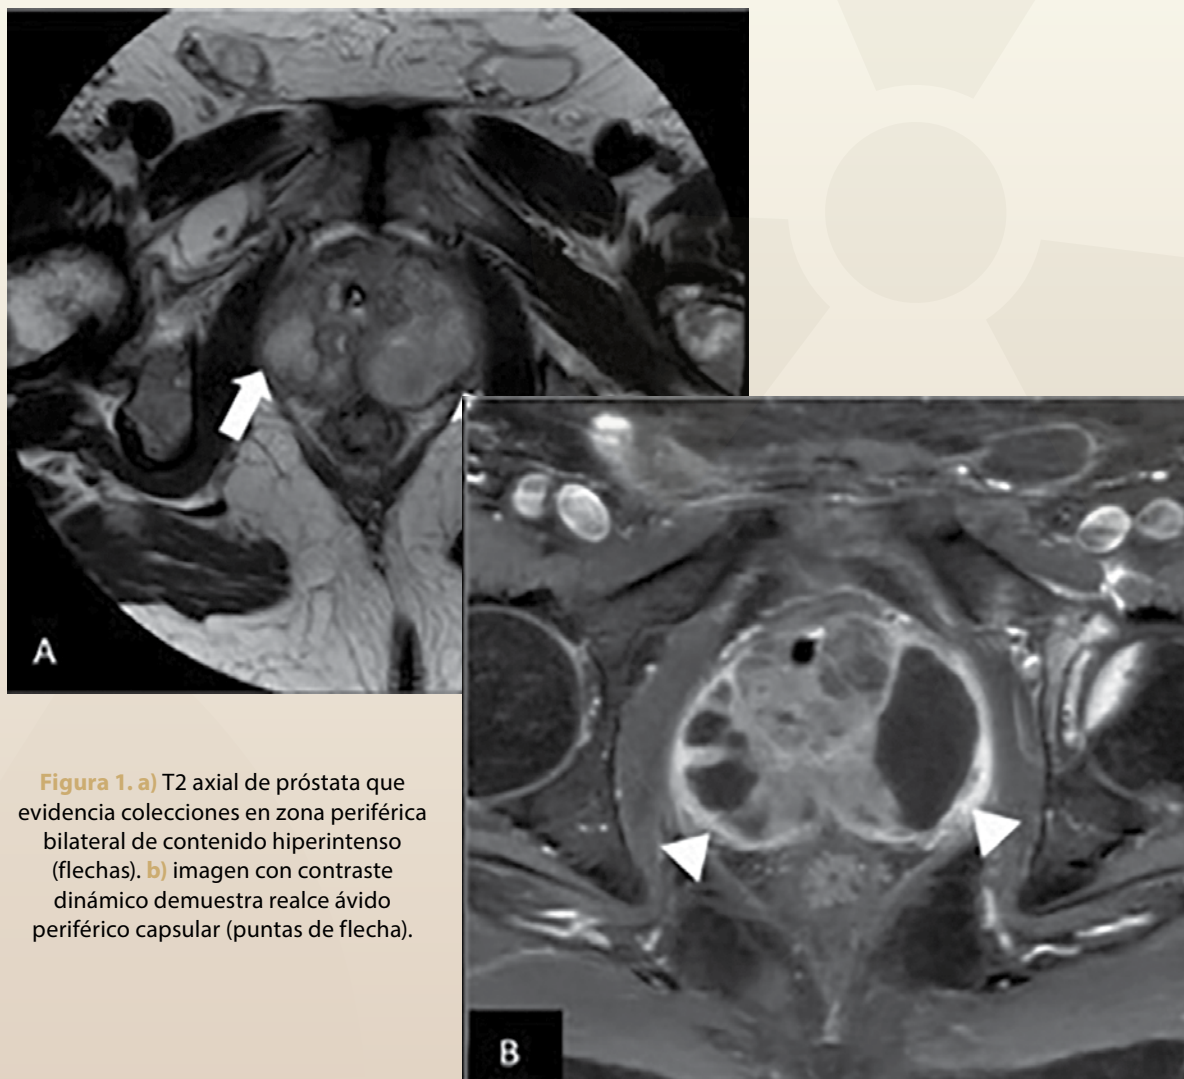 A
Figura 1. a) T2 axial de próstata que
evidencia colecciones en zona periférica
bilateral de contenido hiperintenso
(flechas). b) imagen con contraste
dinámico demuestra realce ávido
periférico capsular (puntas de flecha).
B